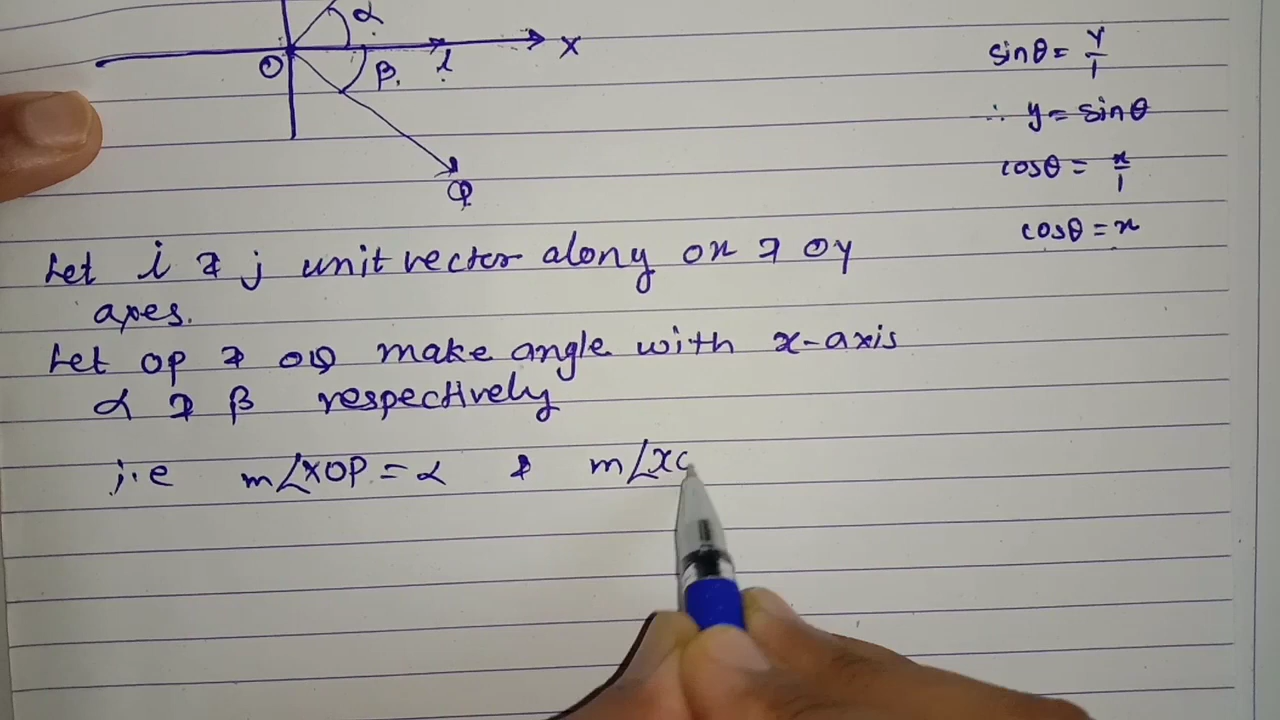 α
O β i X
Q
sinθ = y/1
∴ y = sinθ
cosθ = x/1
cosθ = x
Let i & j unit vector along ox & oy
axes.
Let op & OQ make angle with x-axis
α & β respectively
i.e m∠XOP = α & m∠XO